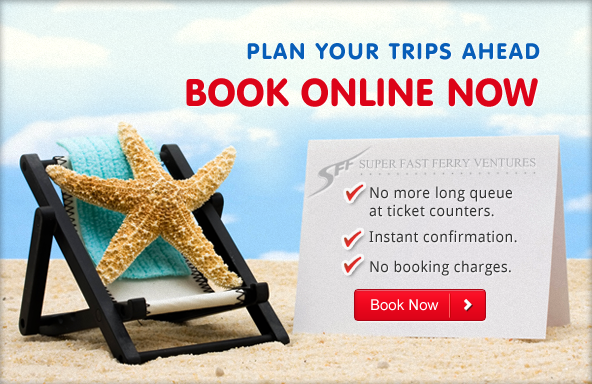 PLAN YOUR TRIPS AHEAD
BOOK ONLINE NOW
SFF SUPER FAST FERRY VENTURES
No more long queue
at ticket counters.
Instant confirmation.
No booking charges.
Book Now